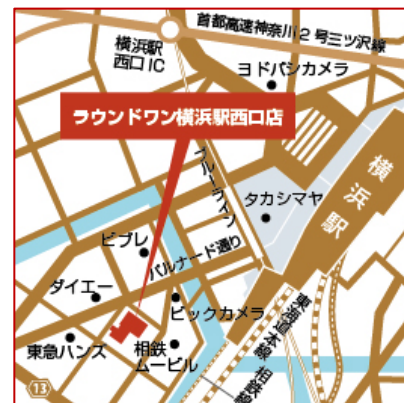 首都高速神奈川2号三ツ沢線
横浜駅
西口IC
ヨドバシカメラ
ラウンドワン横浜駅西口店
ブルーライン
横浜駅
タカシマヤ
ビブレ
パルナード通り
ダイエー
ビックカメラ
東急ハンズ
相鉄
ムービル
東海道本線
相鉄線
13